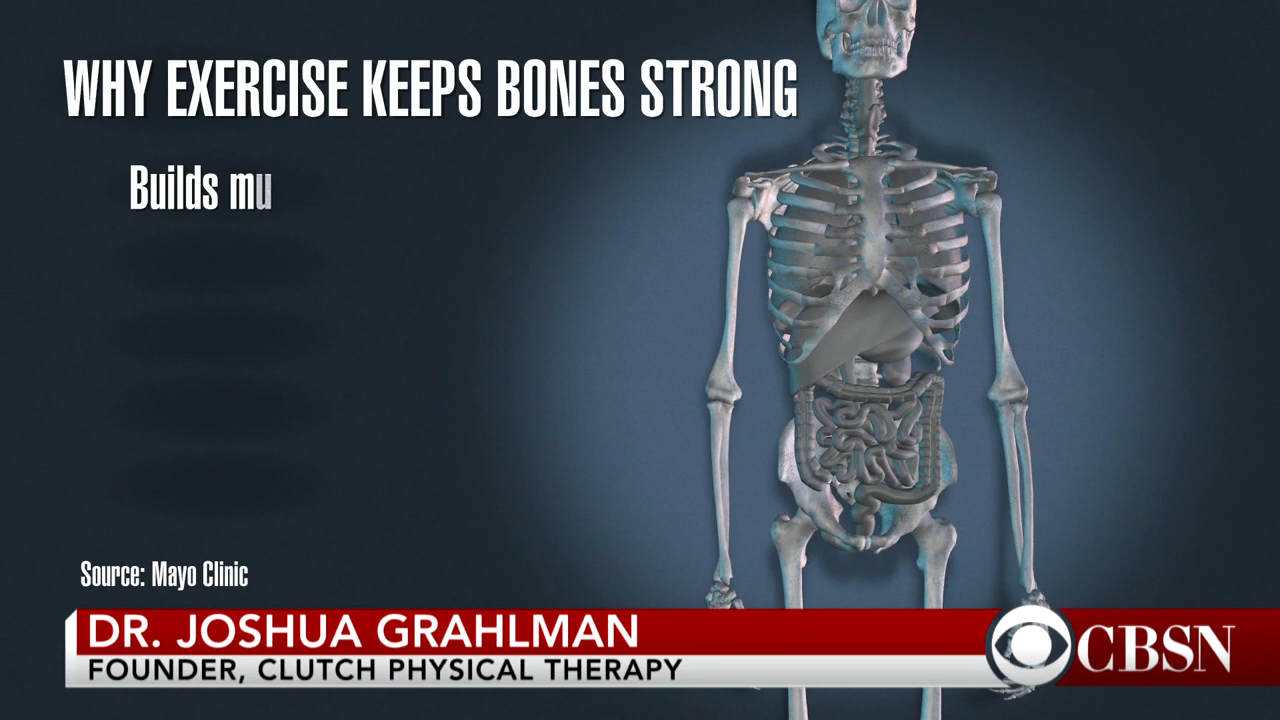 WHY EXERCISE KEEPS BONES STRONG
Builds mu
Source: Mayo Clinic
DR. JOSHUA GRAHLMAN
FOUNDER, CLUTCH PHYSICAL THERAPY
CBSN